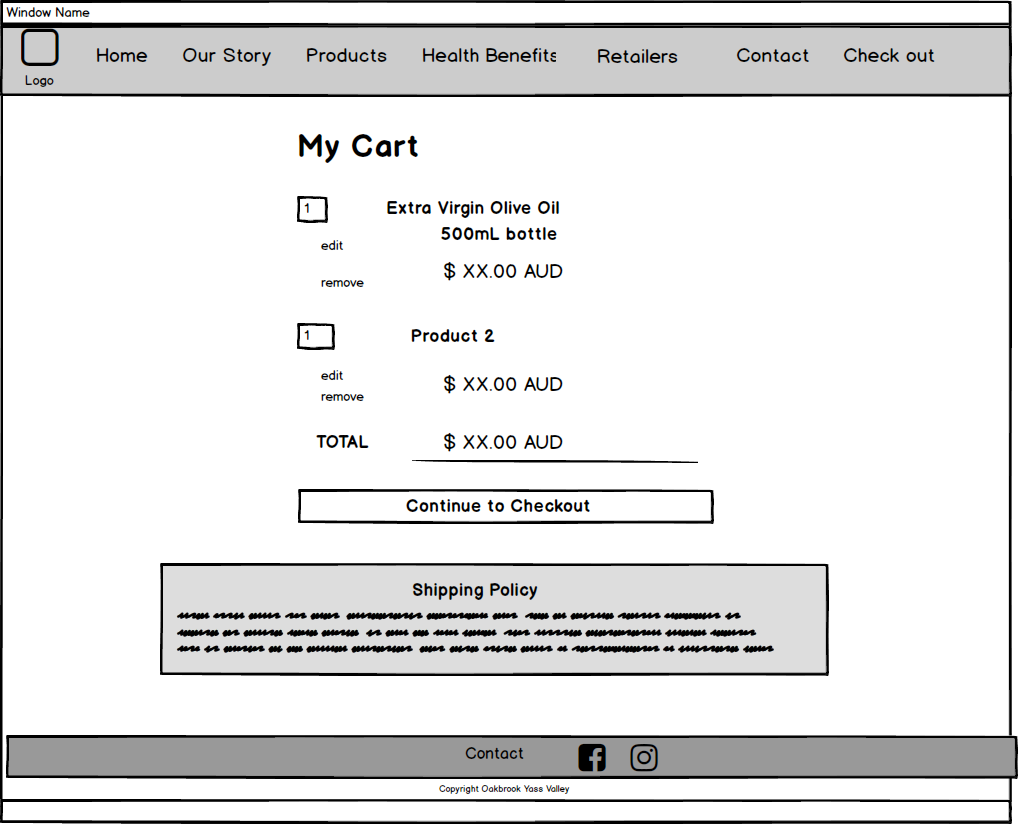 Window Name
Logo
Home Our Story Products Health Benefits Retailers Contact Check out
My Cart
1 Extra Virgin Olive Oil
500mL bottle
edit
$ XX.00 AUD
remove
1 Product 2
edit
$ XX.00 AUD
remove
TOTAL $ XX.00 AUD
Continue to Checkout
Shipping Policy
Contact
Copyright Oakbrook Yass Valley